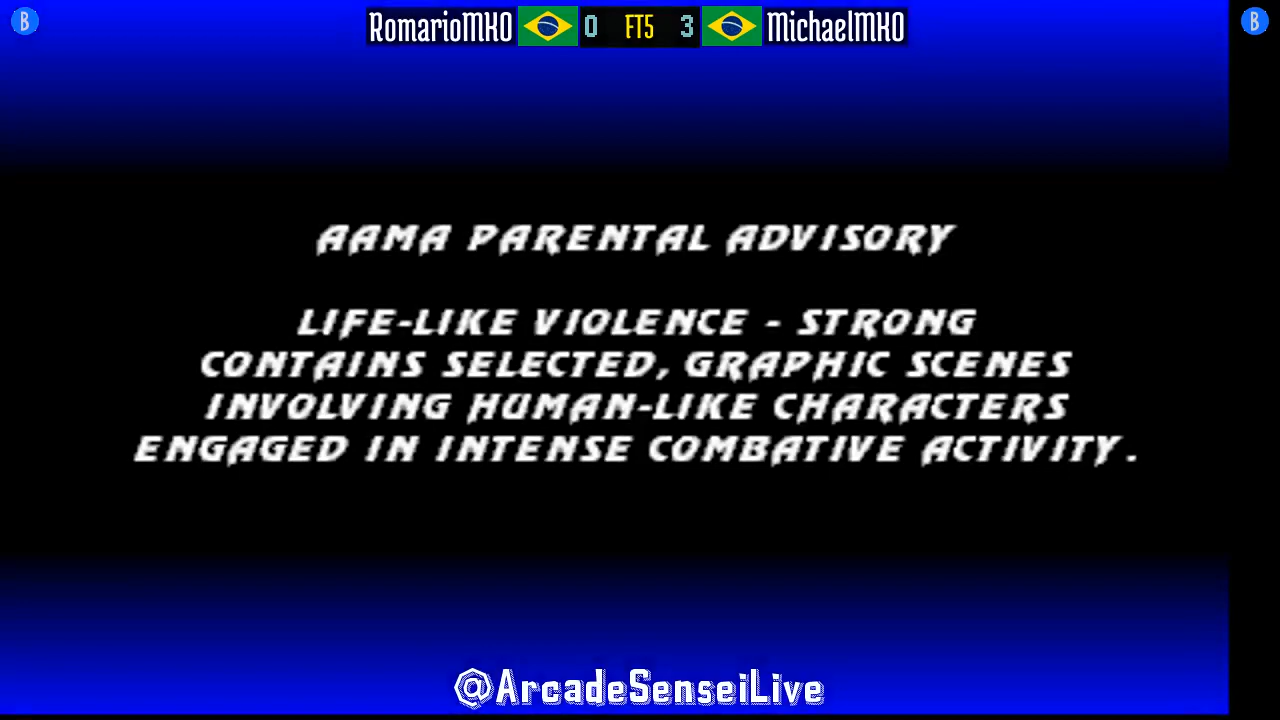 B
RomarioMKO 0 FT5 3 MichaelMKO
B
AAMA PARENTAL ADVISORY
LIFE-LIKE VIOLENCE - STRONG
CONTAINS SELECTED, GRAPHIC SCENES
INVOLVING HUMAN-LIKE CHARACTERS
ENGAGED IN INTENSE COMBATIVE ACTIVITY.
@ArcadeSenseiLive